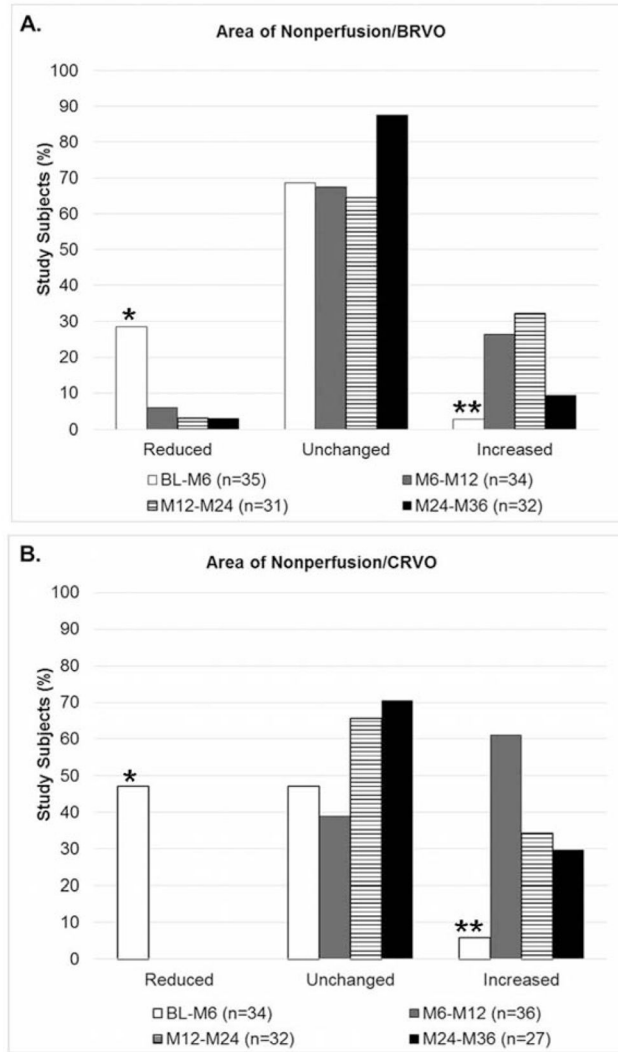 A.
Area of Nonperfusion/BRVO
100
90
80
70
60
50
40
30
20
10
0
Study Subjects (%)
*
**
Reduced Unchanged Increased
BL-M6 (n=35) M6-M12 (n=34)
M12-M24 (n=31) M24-M36 (n=32)
B.
Area of Nonperfusion/CRVO
100
90
80
70
60
50
40
30
20
10
0
Study Subjects (%)
*
**
Reduced Unchanged Increased
BL-M6 (n=34) M6-M12 (n=36)
M12-M24 (n=32) M24-M36 (n=27)